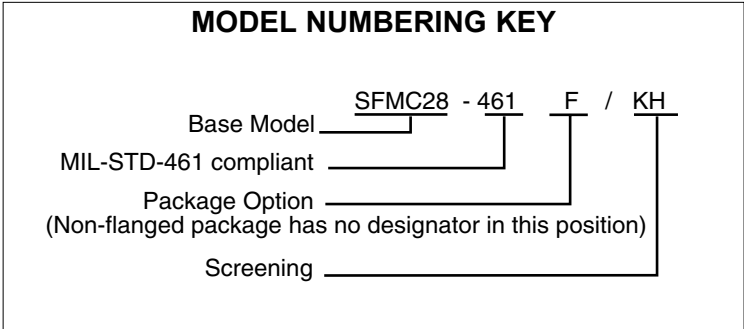 MODEL NUMBERING KEY
SFMC28 - 461 F / KH
Base Model
MIL-STD-461 compliant
Package Option
(Non-flanged package has no designator in this position)
Screening